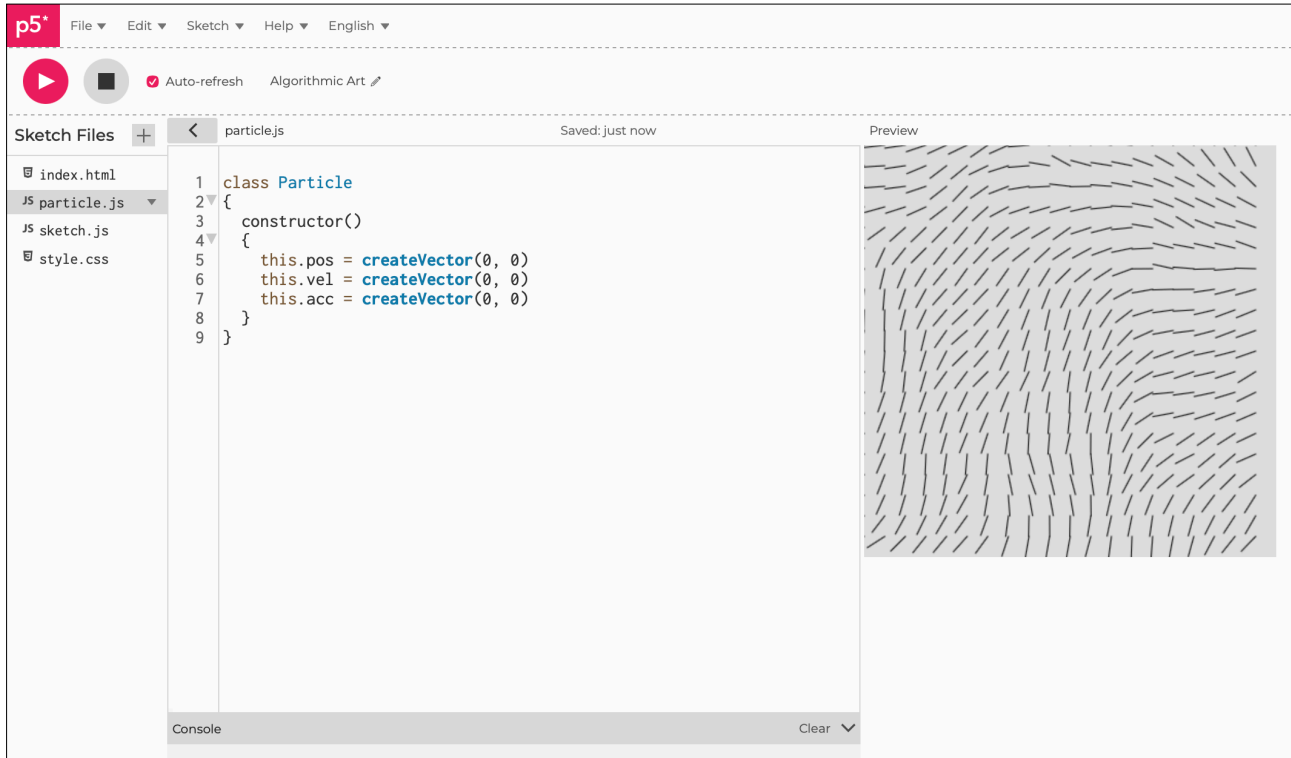 p5* File Edit Sketch Help English
Auto-refresh Algorithmic Art
Sketch Files +
index.html
JS particle.js
JS sketch.js
style.css
particle.js Saved: just now Preview
1 class Particle
2 {
3 constructor()
4 {
5 this.pos = createVector(0, 0)
6 this.vel = createVector(0, 0)
7 this.acc = createVector(0, 0)
8 }
9 }
Console Clear